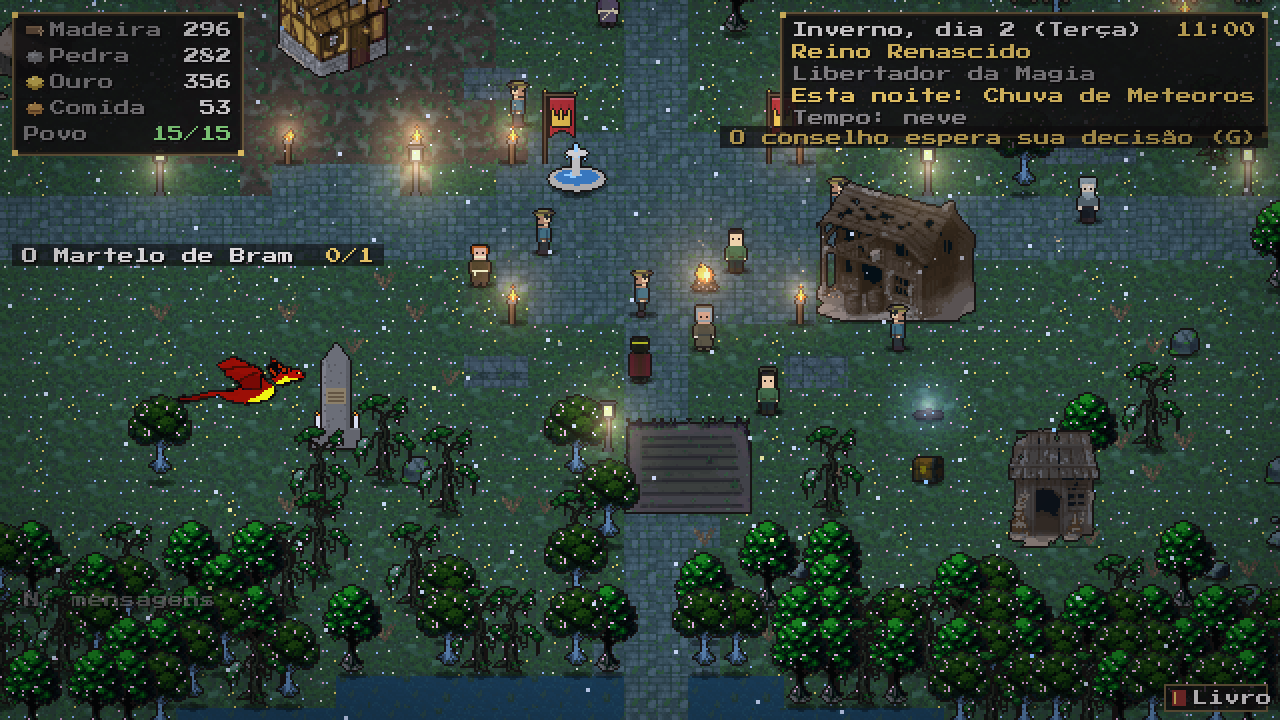 Madeira 296
Pedra 282
Ouro 356
Comida 53
Povo 15/15
Inverno, dia 2 (Terça) 11:00
Reino Renascido
Libertador da Magia
Esta noite: Chuva de Meteoros
Tempo: neve
O conselho espera sua decisão (G)
O Martelo de Bram 0/1
N: mensagens
Livro